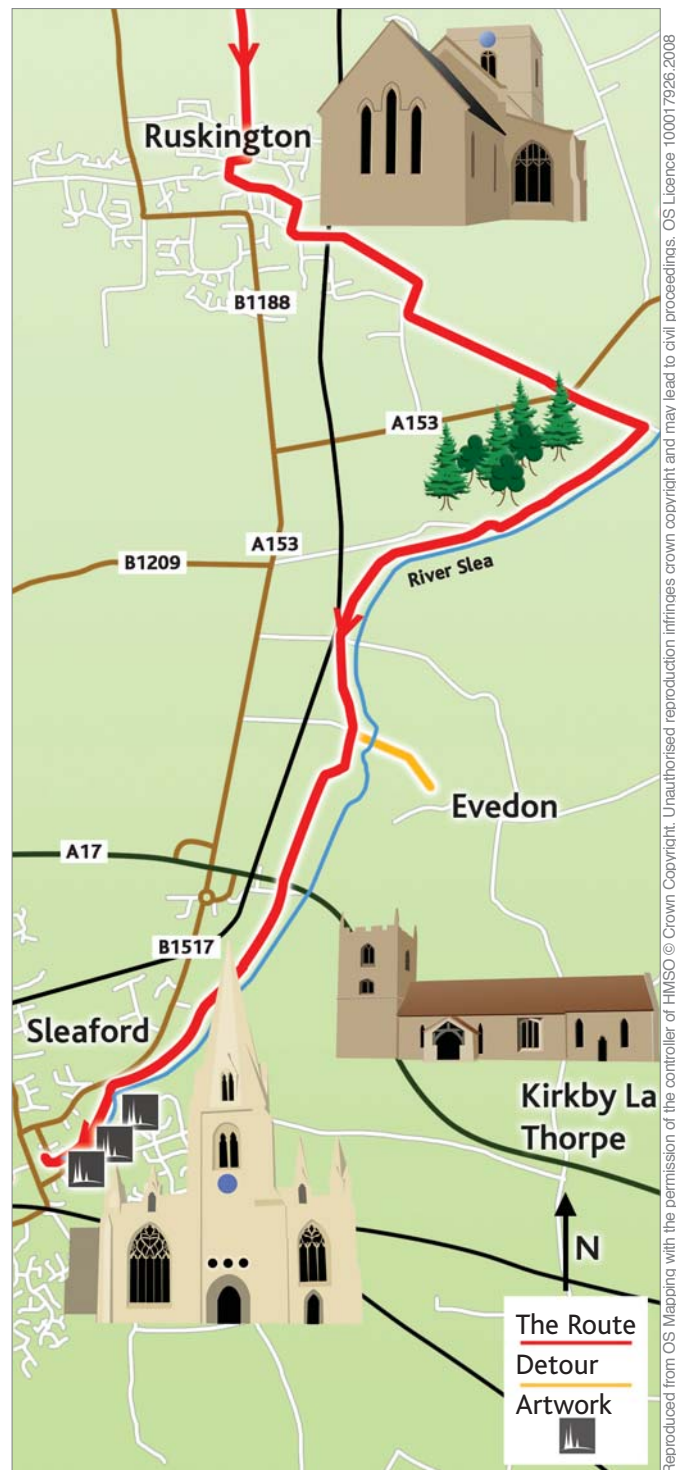 Ruskington
B1188
A153
A153
B1209
River Slea
Evedon
A17
B1517
Sleaford
Kirkby La
Thorpe
N
The Route
Detour
Artwork
Reproduced from OS Mapping with the permission of the controller of HMSO © Crown Copyright. Unauthorised reproduction infringes crown copyright and may lead to civil proceedings. OS Licence 100017926.2008